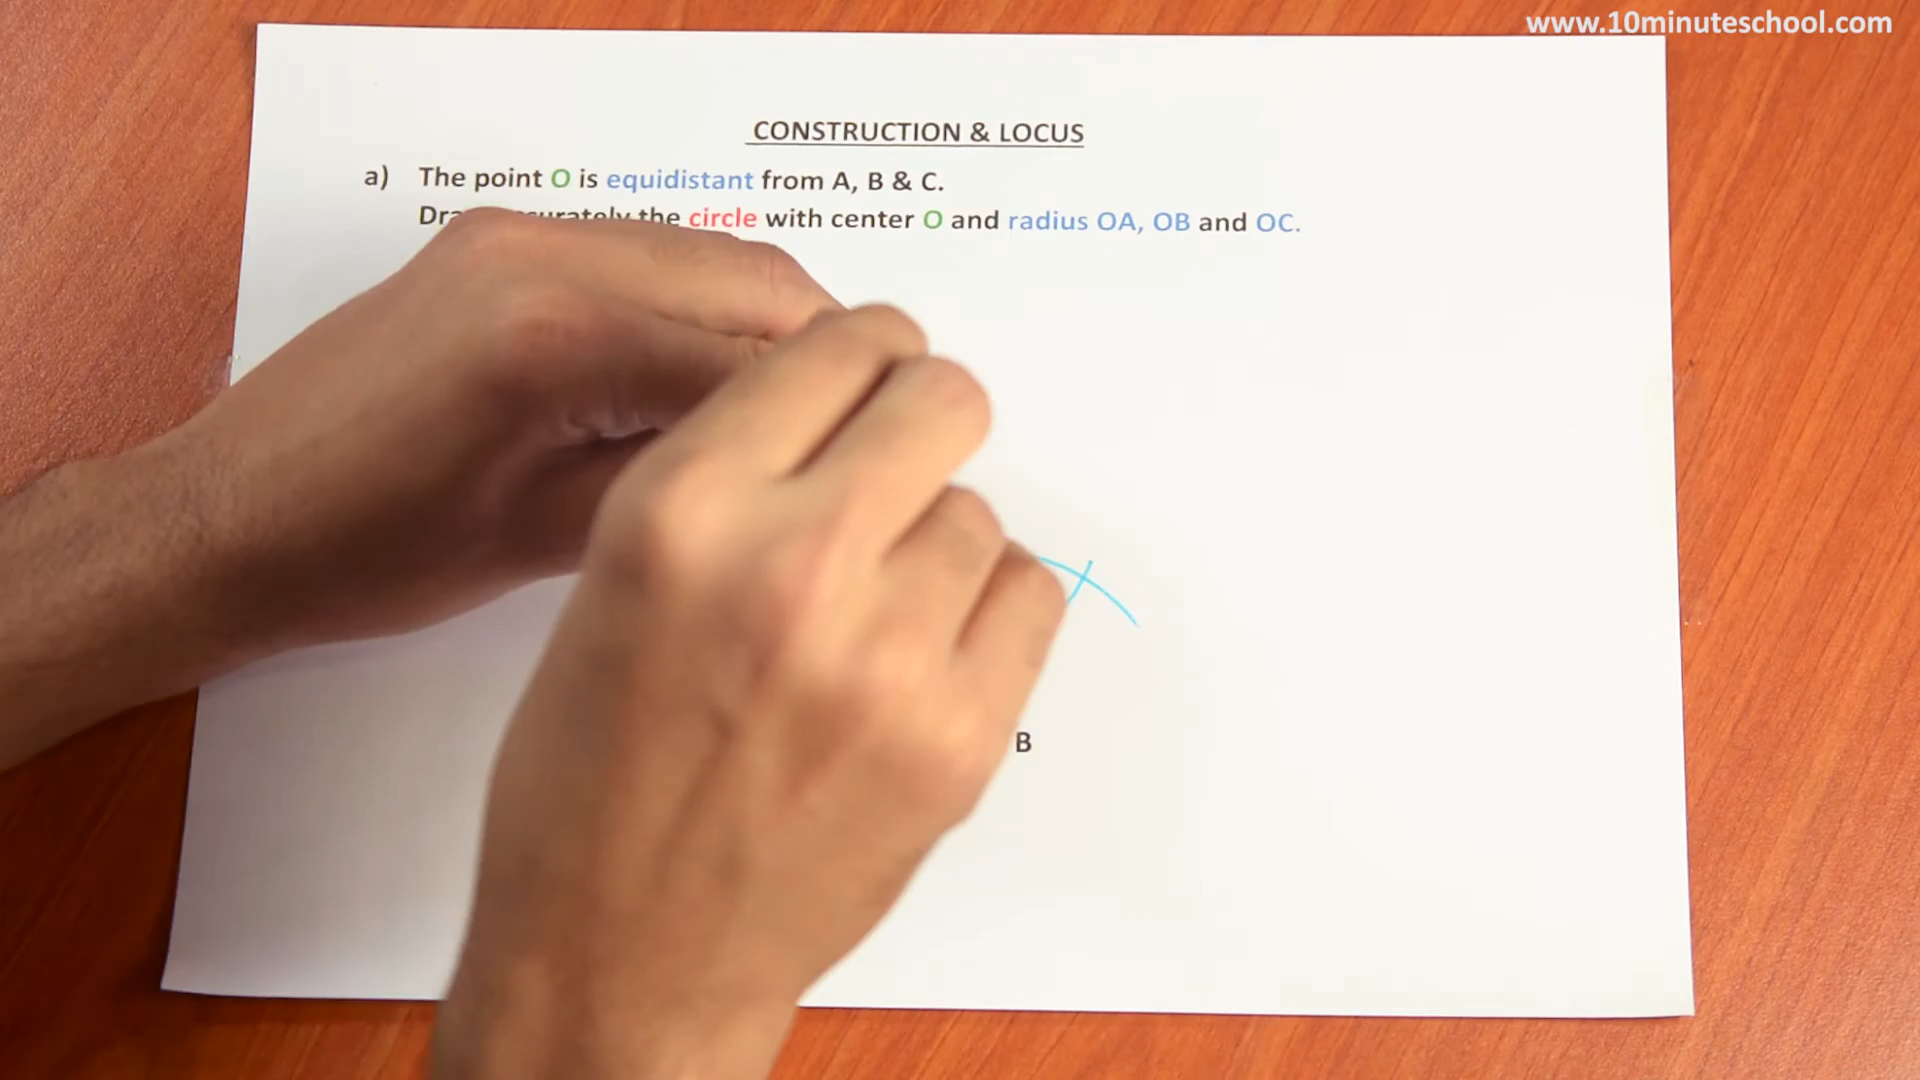 www.10minuteschool.com
CONSTRUCTION & LOCUS
a) The point O is equidistant from A, B & C.
the circle with center O and radius OA, OB and OC.
B